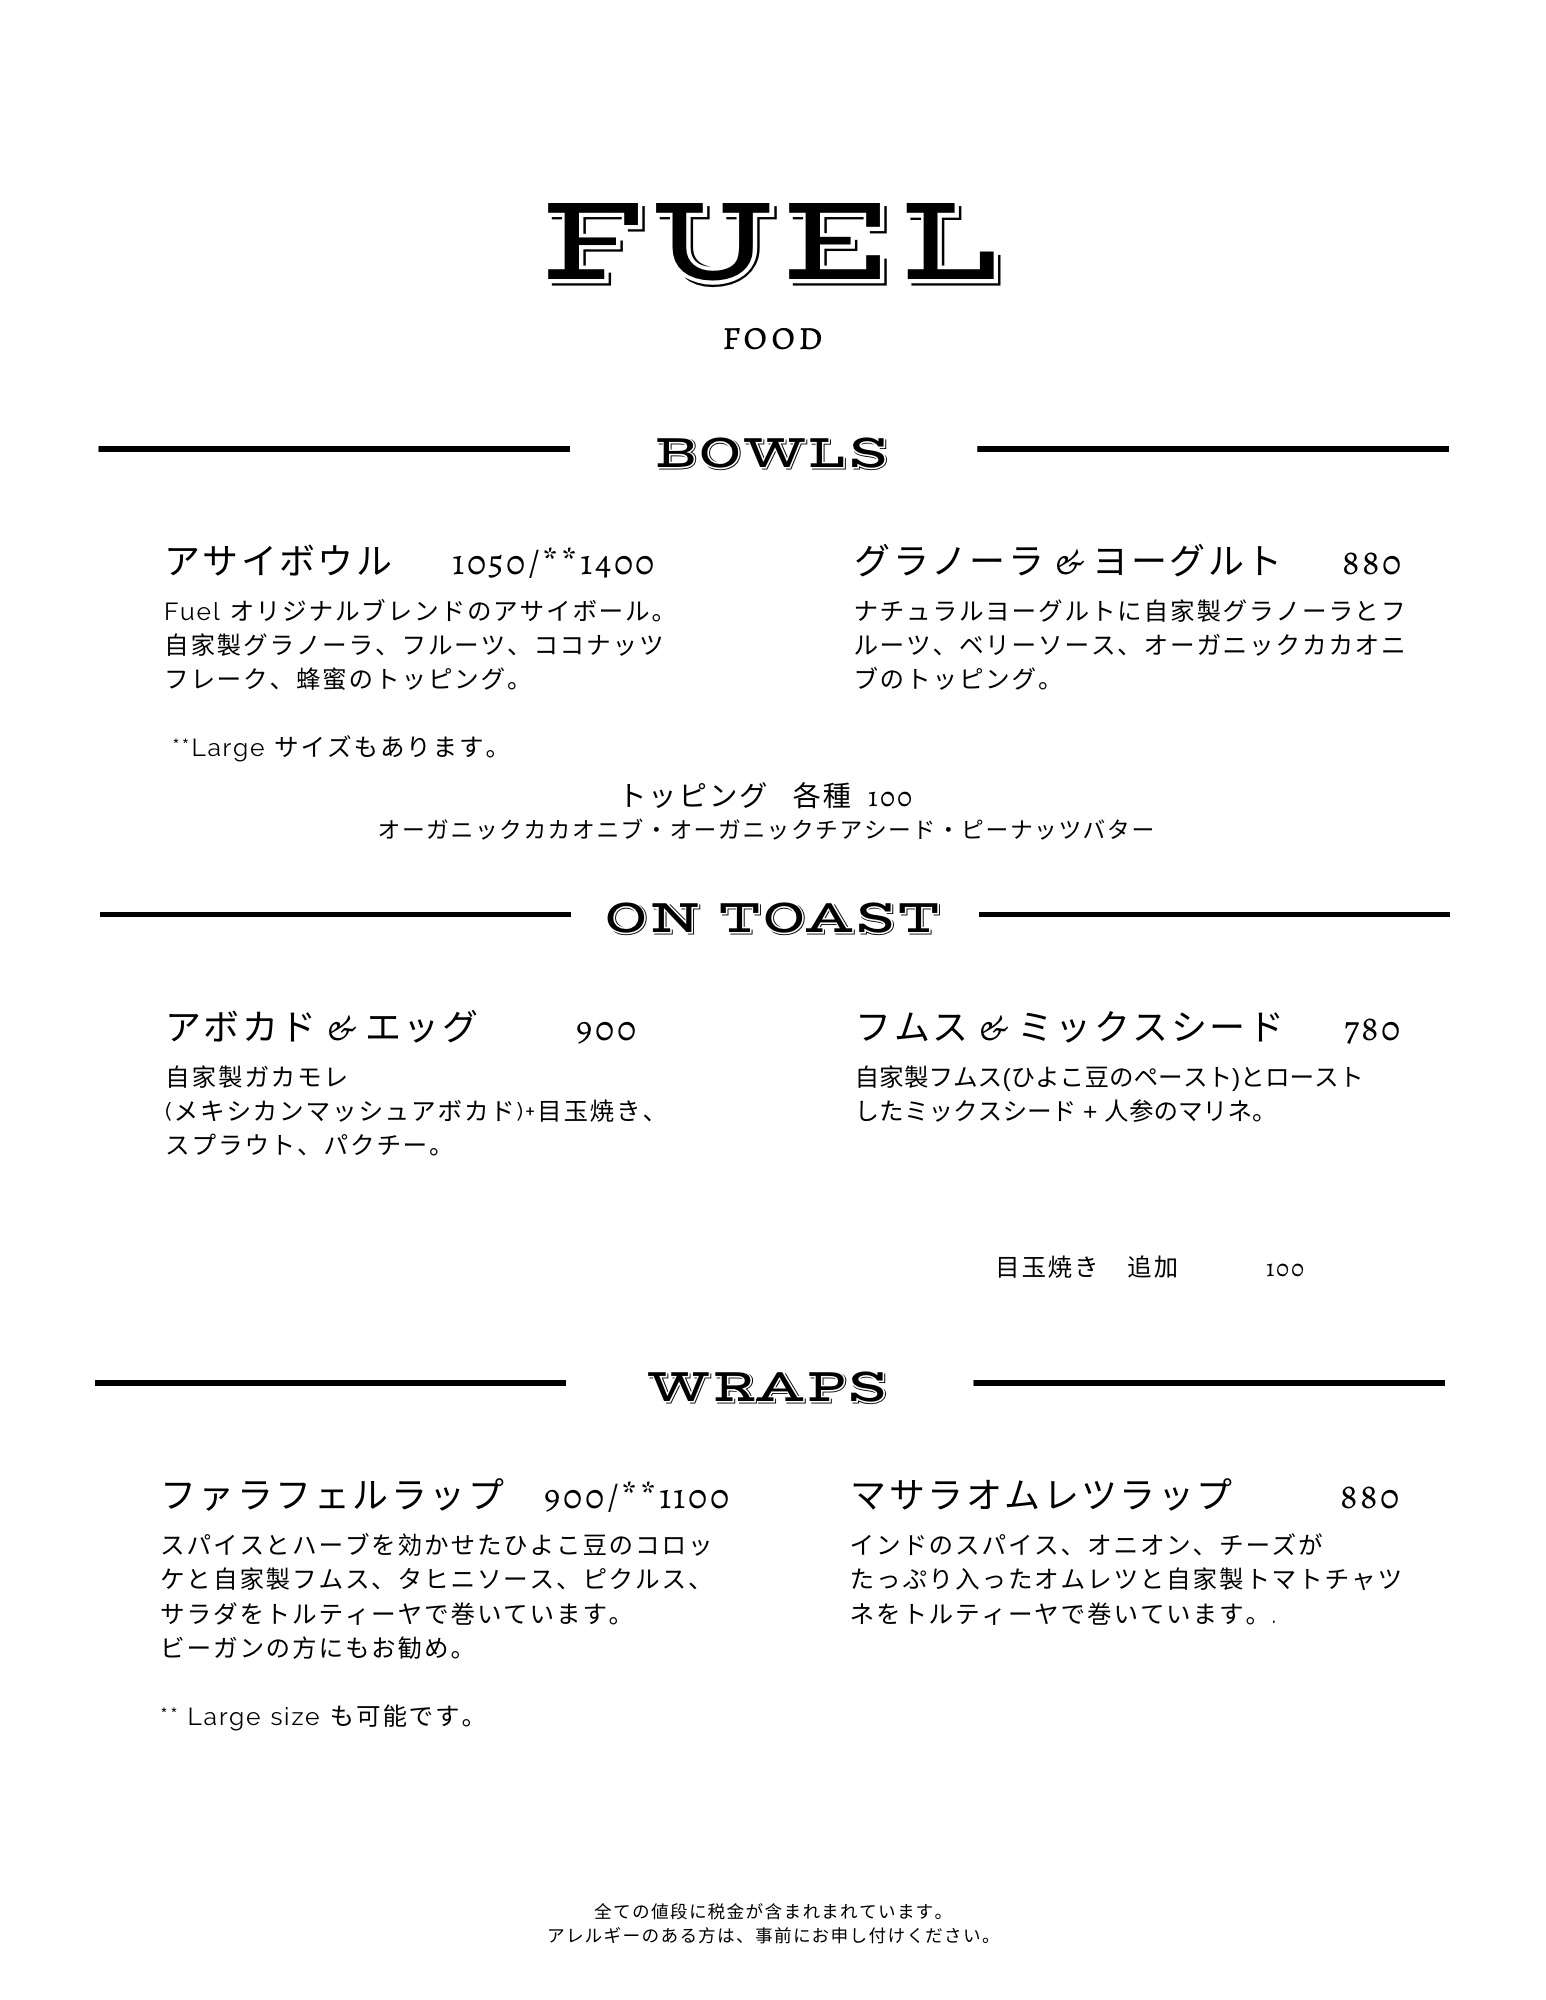 FUEL
FOOD
BOWLS
アサイボウル 1050/**1400
Fuel オリジナルブレンドのアサイボール。
自家製グラノーラ、フルーツ、ココナッツ
フレーク、蜂蜜のトッピング。
**Large サイズもあります。
グラノーラ & ヨーグルト 880
ナチュラルヨーグルトに自家製グラノーラとフ
ルーツ、ベリーソース、オーガニックカカオニ
ブのトッピング。
トッピング 各種 100
オーガニックカカオニブ・オーガニックチアシード・ピーナッツバター
ON TOAST
アボカド & エッグ 900
自家製ガカモレ
(メキシカンマッシュアボカド)+目玉焼き、
スプラウト、パクチー。
フムス & ミックスシード 780
自家製フムス(ひよこ豆のペースト)とロースト
したミックスシード + 人参のマリネ。
目玉焼き 追加 100
WRAPS
ファラフェルラップ 900/**1100
スパイスとハーブを効かせたひよこ豆のコロッ
ケと自家製フムス、タヒニソース、ピクルス、
サラダをトルティーヤで巻いています。
ビーガンの方にもお勧め。
** Large size も可能です。
マサラオムレツラップ 880
インドのスパイス、オニオン、チーズが
たっぷり入ったオムレツと自家製トマトチャツ
ネをトルティーヤで巻いています。.
全ての値段に税金が含まれまれています。
アレルギーのある方は、事前にお申し付けください。